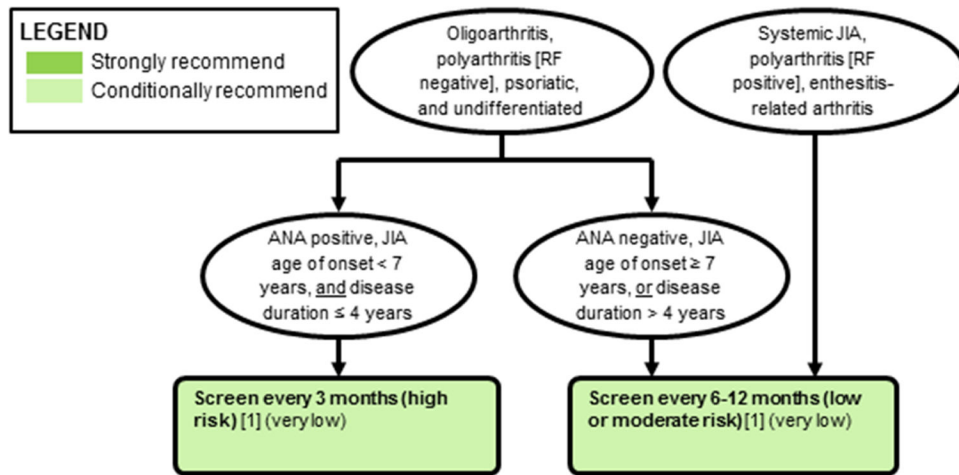 LEGEND
Strongly recommend
Conditionally recommend
Oligoarthritis,
polyarthritis [RF
negative], psoriatic,
and undifferentiated
Systemic JIA,
polyarthritis [RF
positive], enthesitis-
related arthritis
ANA positive, JIA
age of onset < 7
years, and disease
duration ≤ 4 years
ANA negative, JIA
age of onset ≥ 7
years, or disease
duration > 4 years
Screen every 3 months (high
risk) [1] (very low)
Screen every 6-12 months (low
or moderate risk)[1] (very low)